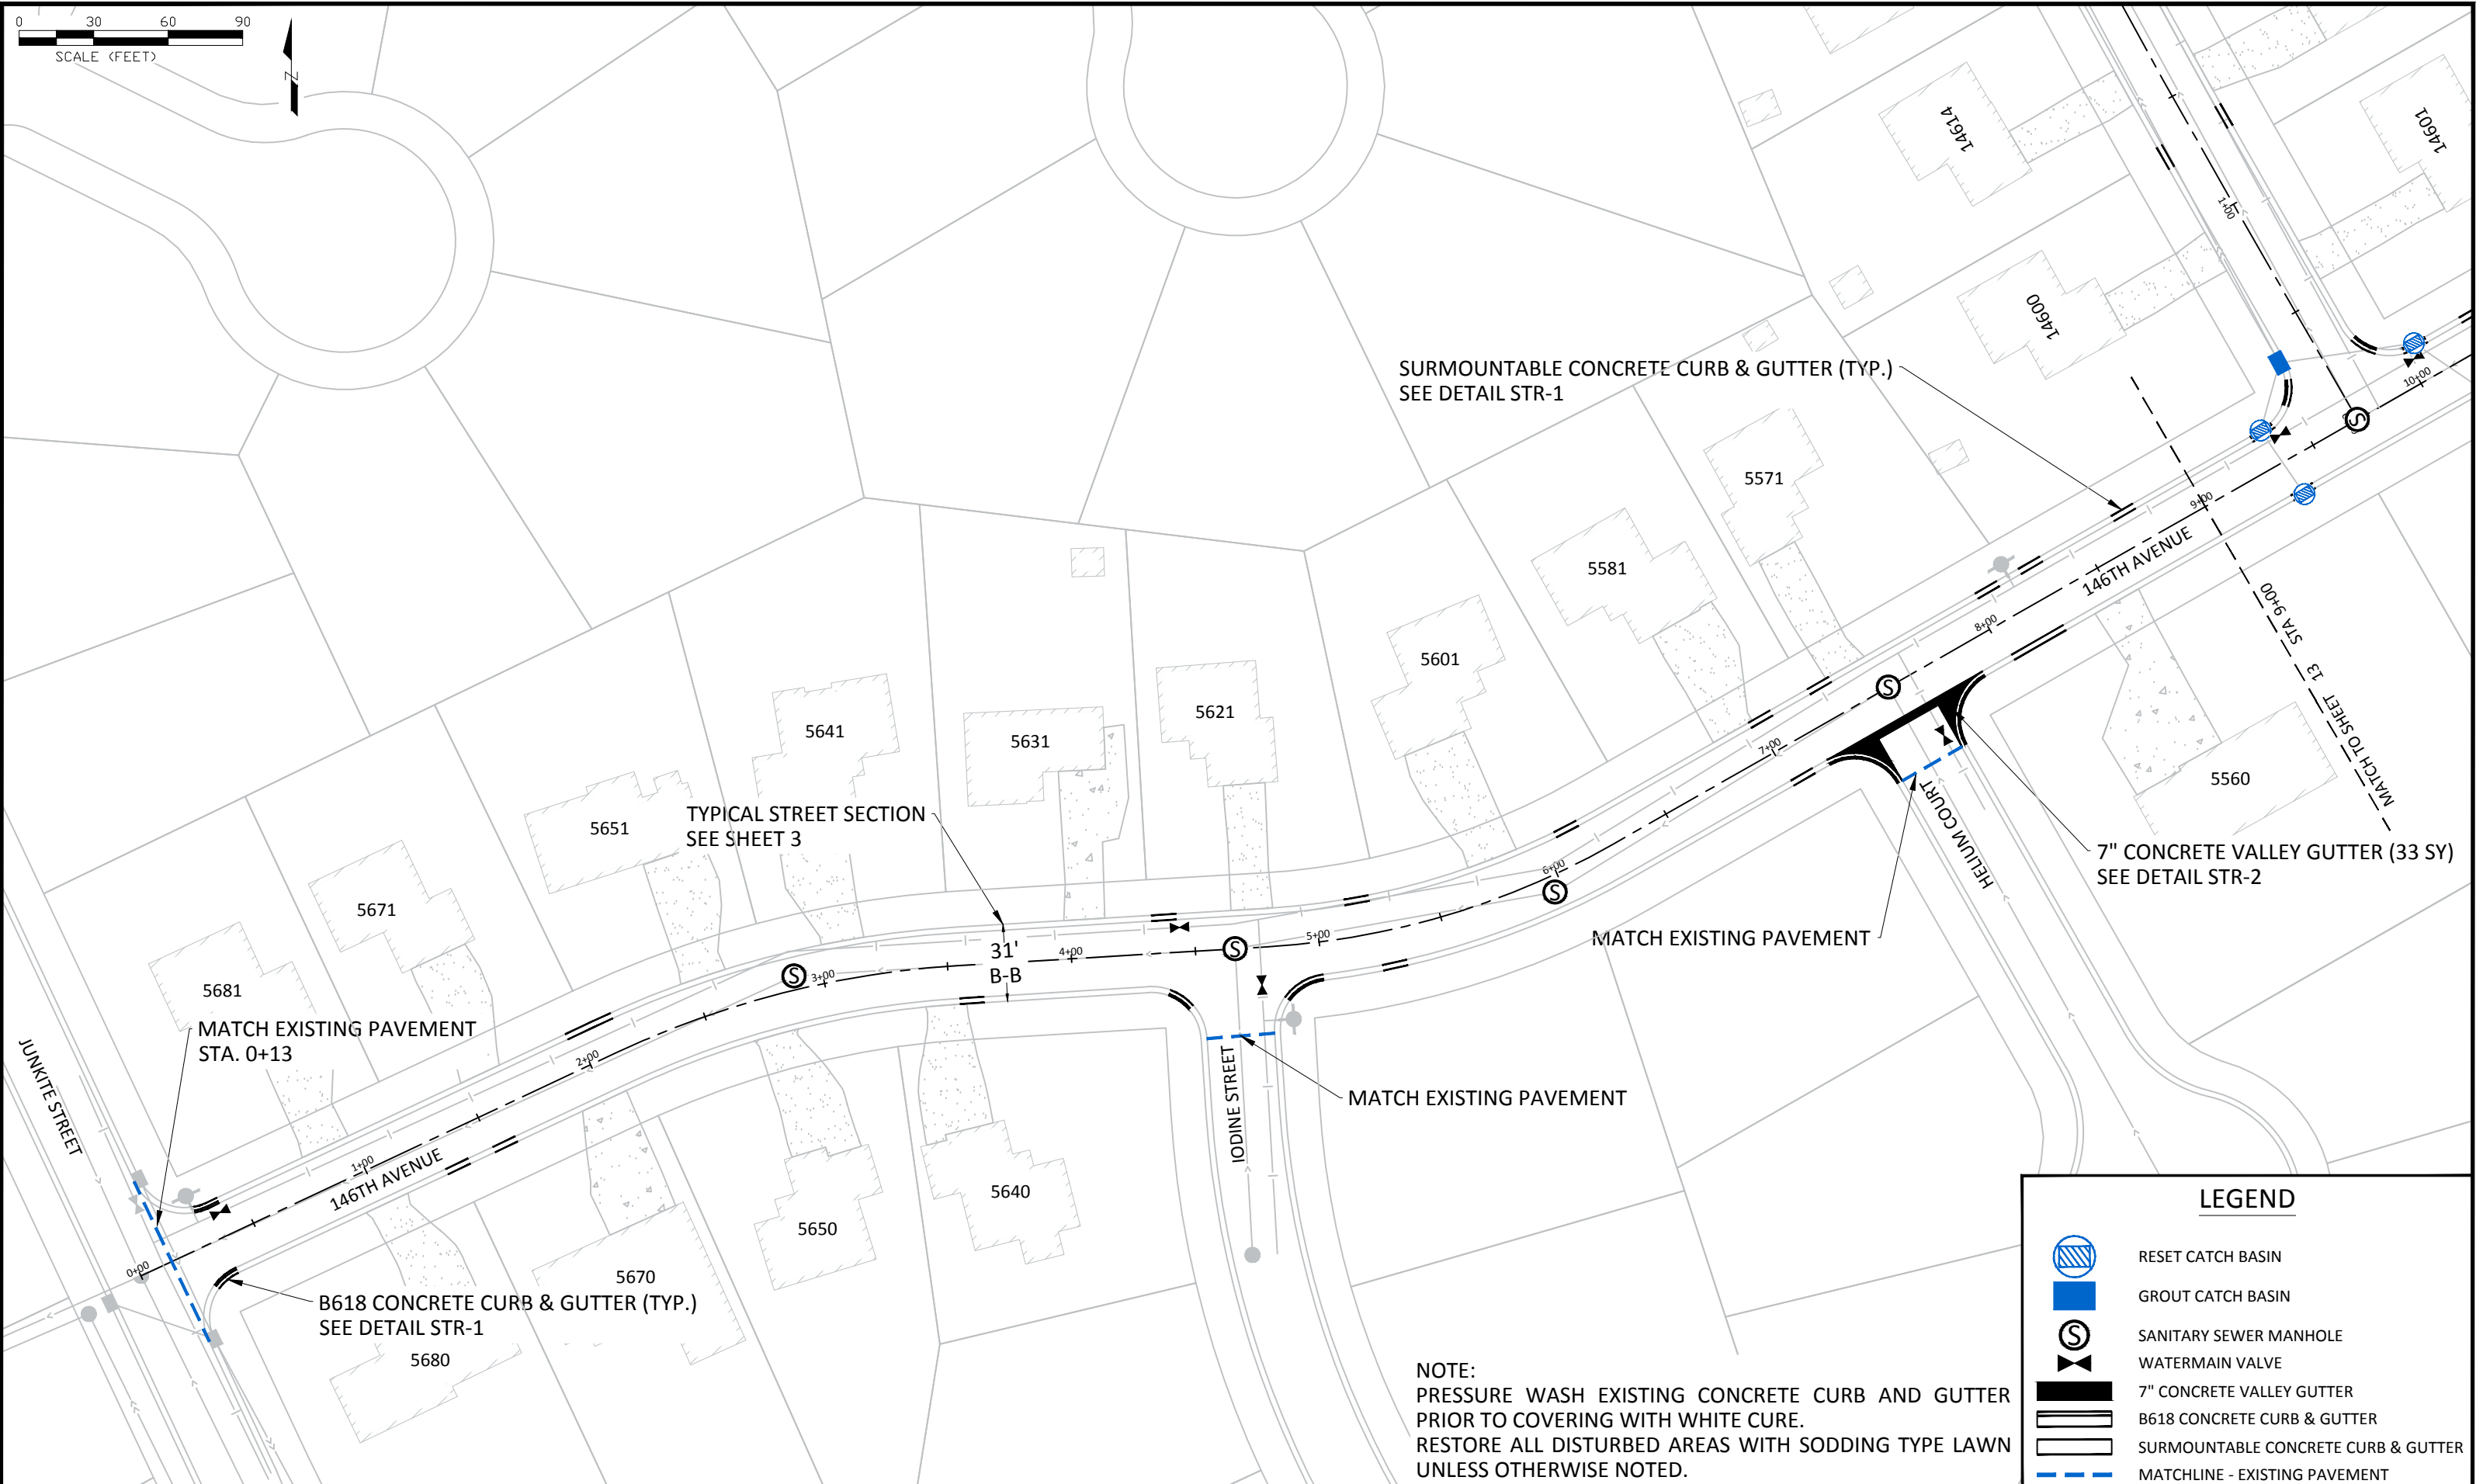 0 30 60 90
SCALE (FEET)
N
14614
14601
1+00
14600
SURMOUNTABLE CONCRETE CURB & GUTTER (TYP.)
SEE DETAIL STR-1
10+00
S
5571
9+00
5581
146TH AVENUE
STA 9+00
MATCH TO SHEET 13
8+00
5601
S
5621
5641
5631
7+00
5560
HELIUM COURT
TYPICAL STREET SECTION
SEE SHEET 3
5651
7" CONCRETE VALLEY GUTTER (33 SY)
SEE DETAIL STR-2
6+00
S
5671
MATCH EXISTING PAVEMENT
31'
B-B
4+00
S
5+00
S
3+00
5681
MATCH EXISTING PAVEMENT
STA. 0+13
JUNKITE STREET
2+00
MATCH EXISTING PAVEMENT
IODINE STREET
1+00
146TH AVENUE
5640
5650
0+00
5670
B618 CONCRETE CURB & GUTTER (TYP.)
SEE DETAIL STR-1
5680
NOTE:
PRESSURE WASH EXISTING CONCRETE CURB AND GUTTER
PRIOR TO COVERING WITH WHITE CURE.
RESTORE ALL DISTURBED AREAS WITH SODDING TYPE LAWN
UNLESS OTHERWISE NOTED.
LEGEND
RESET CATCH BASIN
GROUT CATCH BASIN
S SANITARY SEWER MANHOLE
WATERMAIN VALVE
7" CONCRETE VALLEY GUTTER
B618 CONCRETE CURB & GUTTER
SURMOUNTABLE CONCRETE CURB & GUTTER
MATCHLINE - EXISTING PAVEMENT